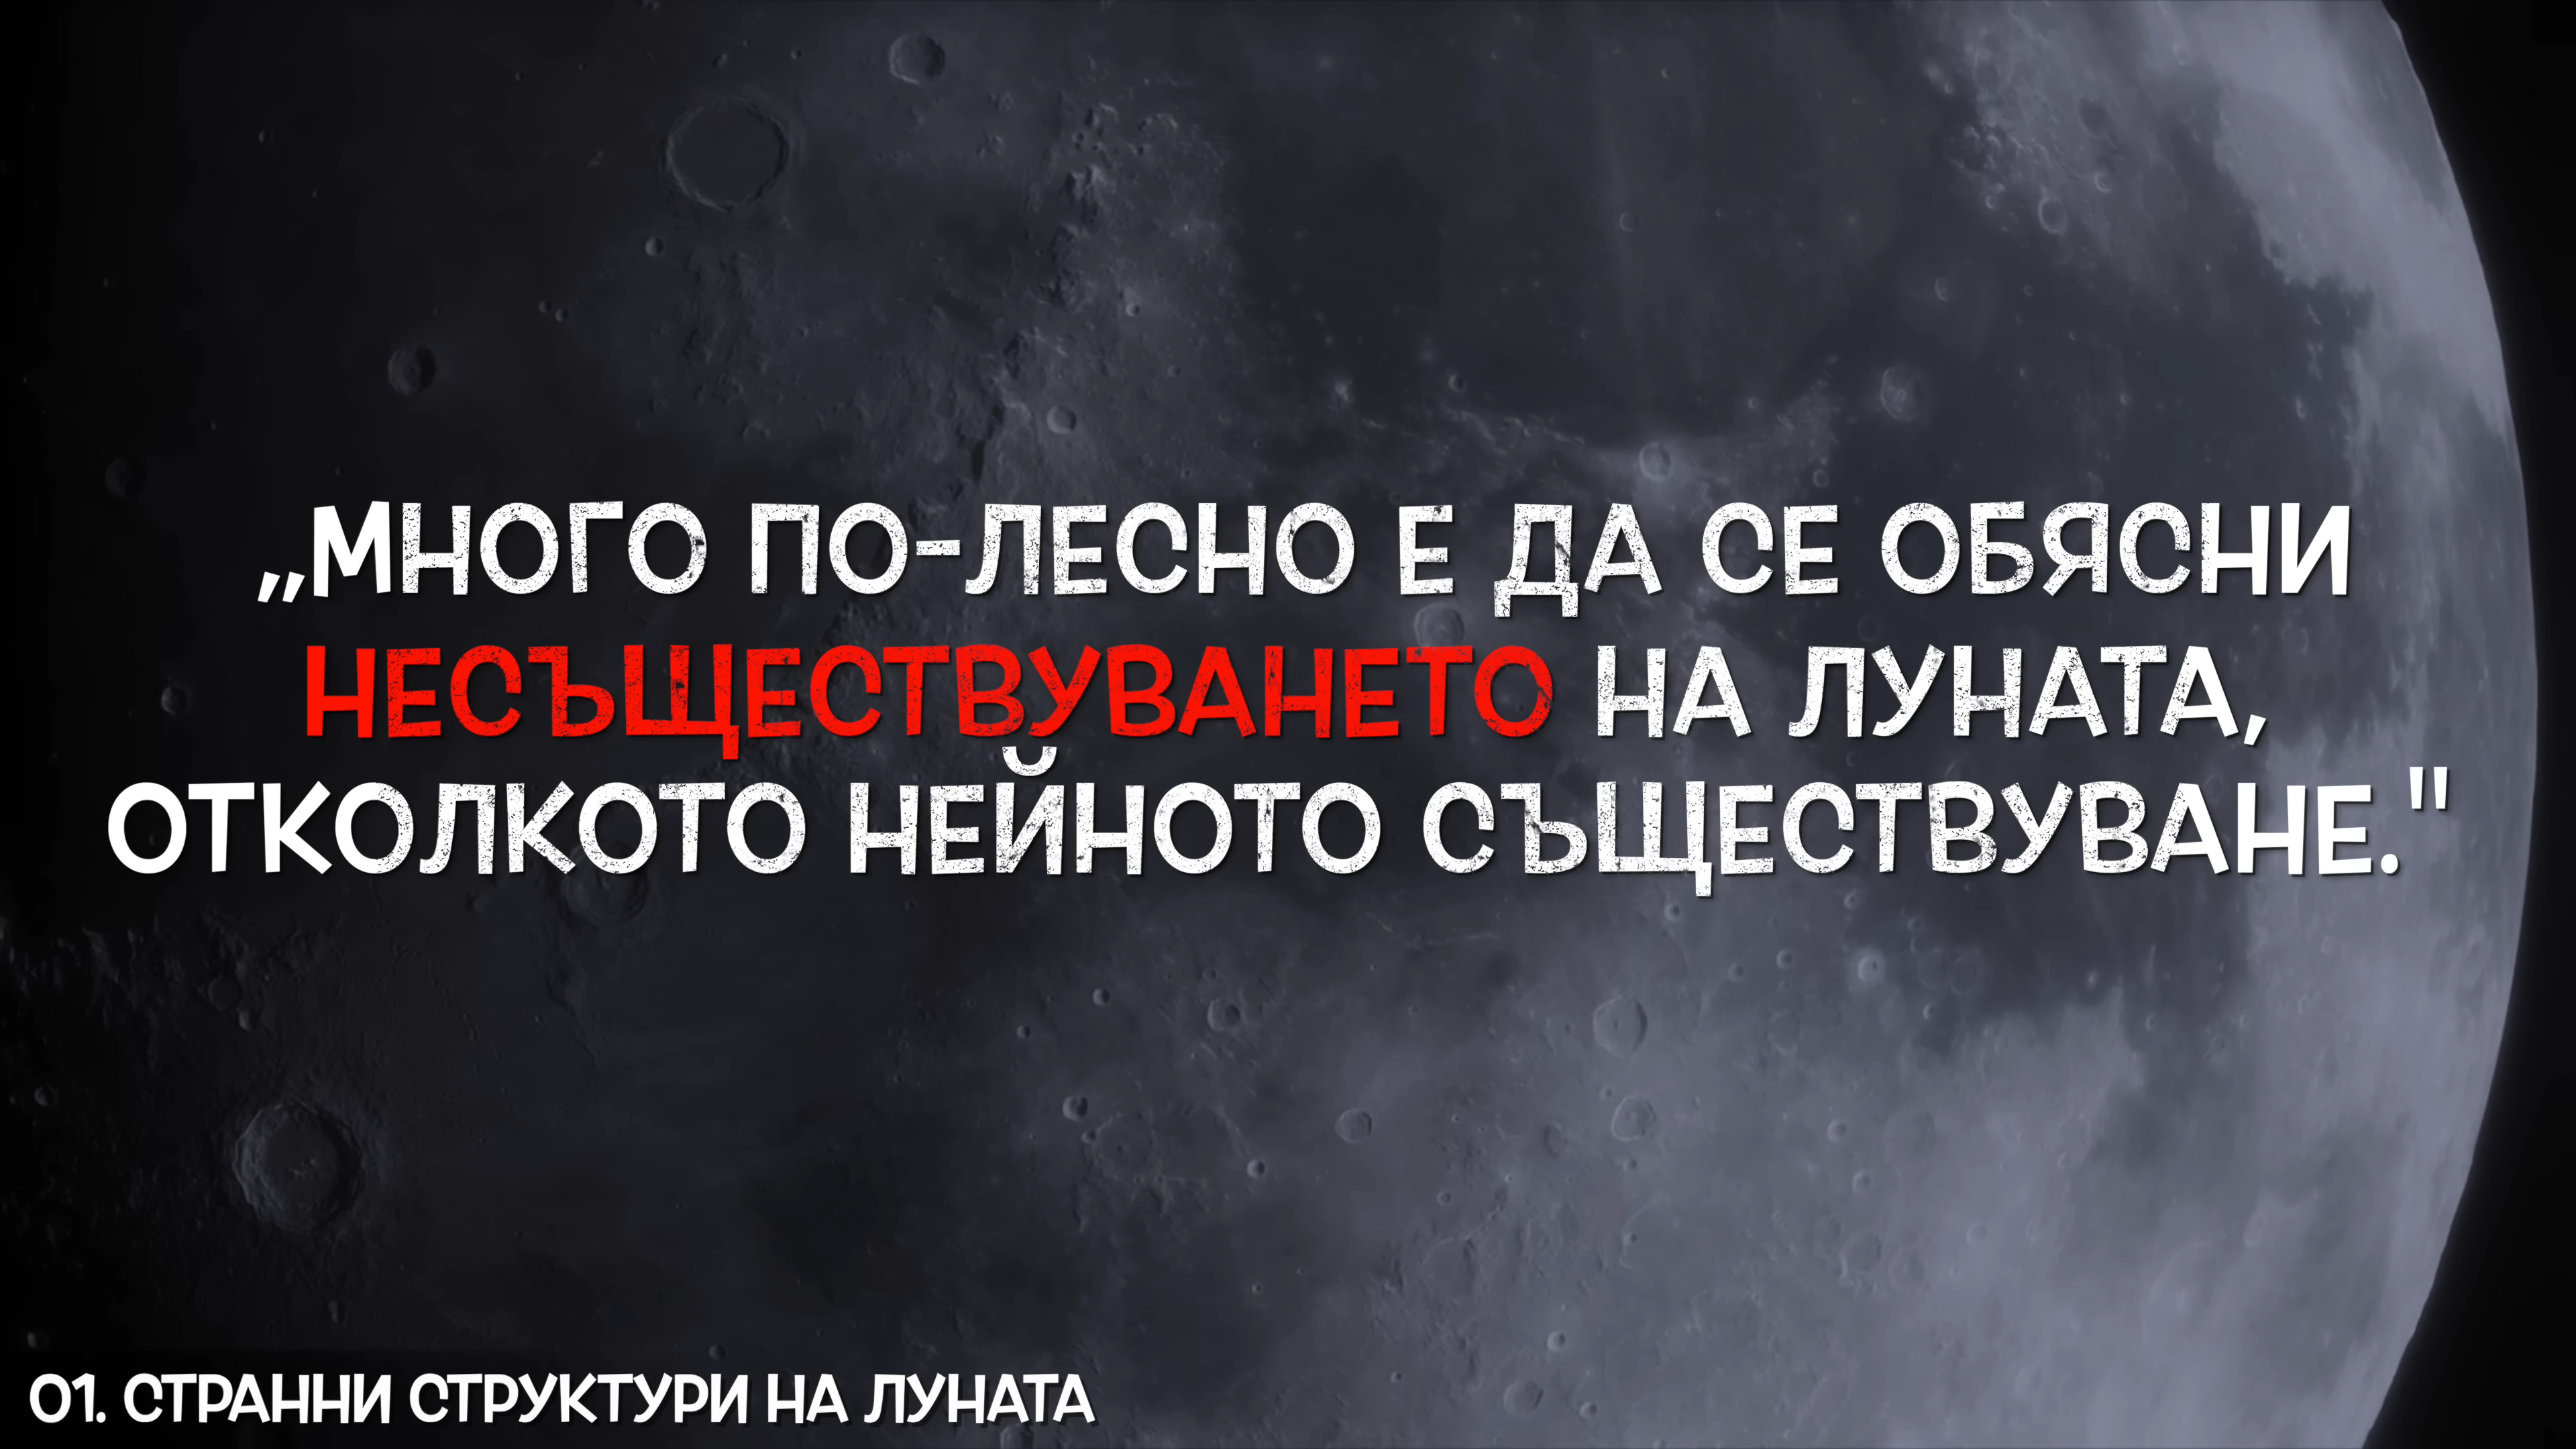 „МНОГО ПО-ЛЕСНО Е ДА СЕ ОБЯСНИ
НЕСЪЩЕСТВУВАНЕТО НА ЛУНАТА,
ОТКОЛКОТО НЕЙНОТО СЪЩЕСТВУВАНЕ."
01. СТРАННИ СТРУКТУРИ НА ЛУНАТА